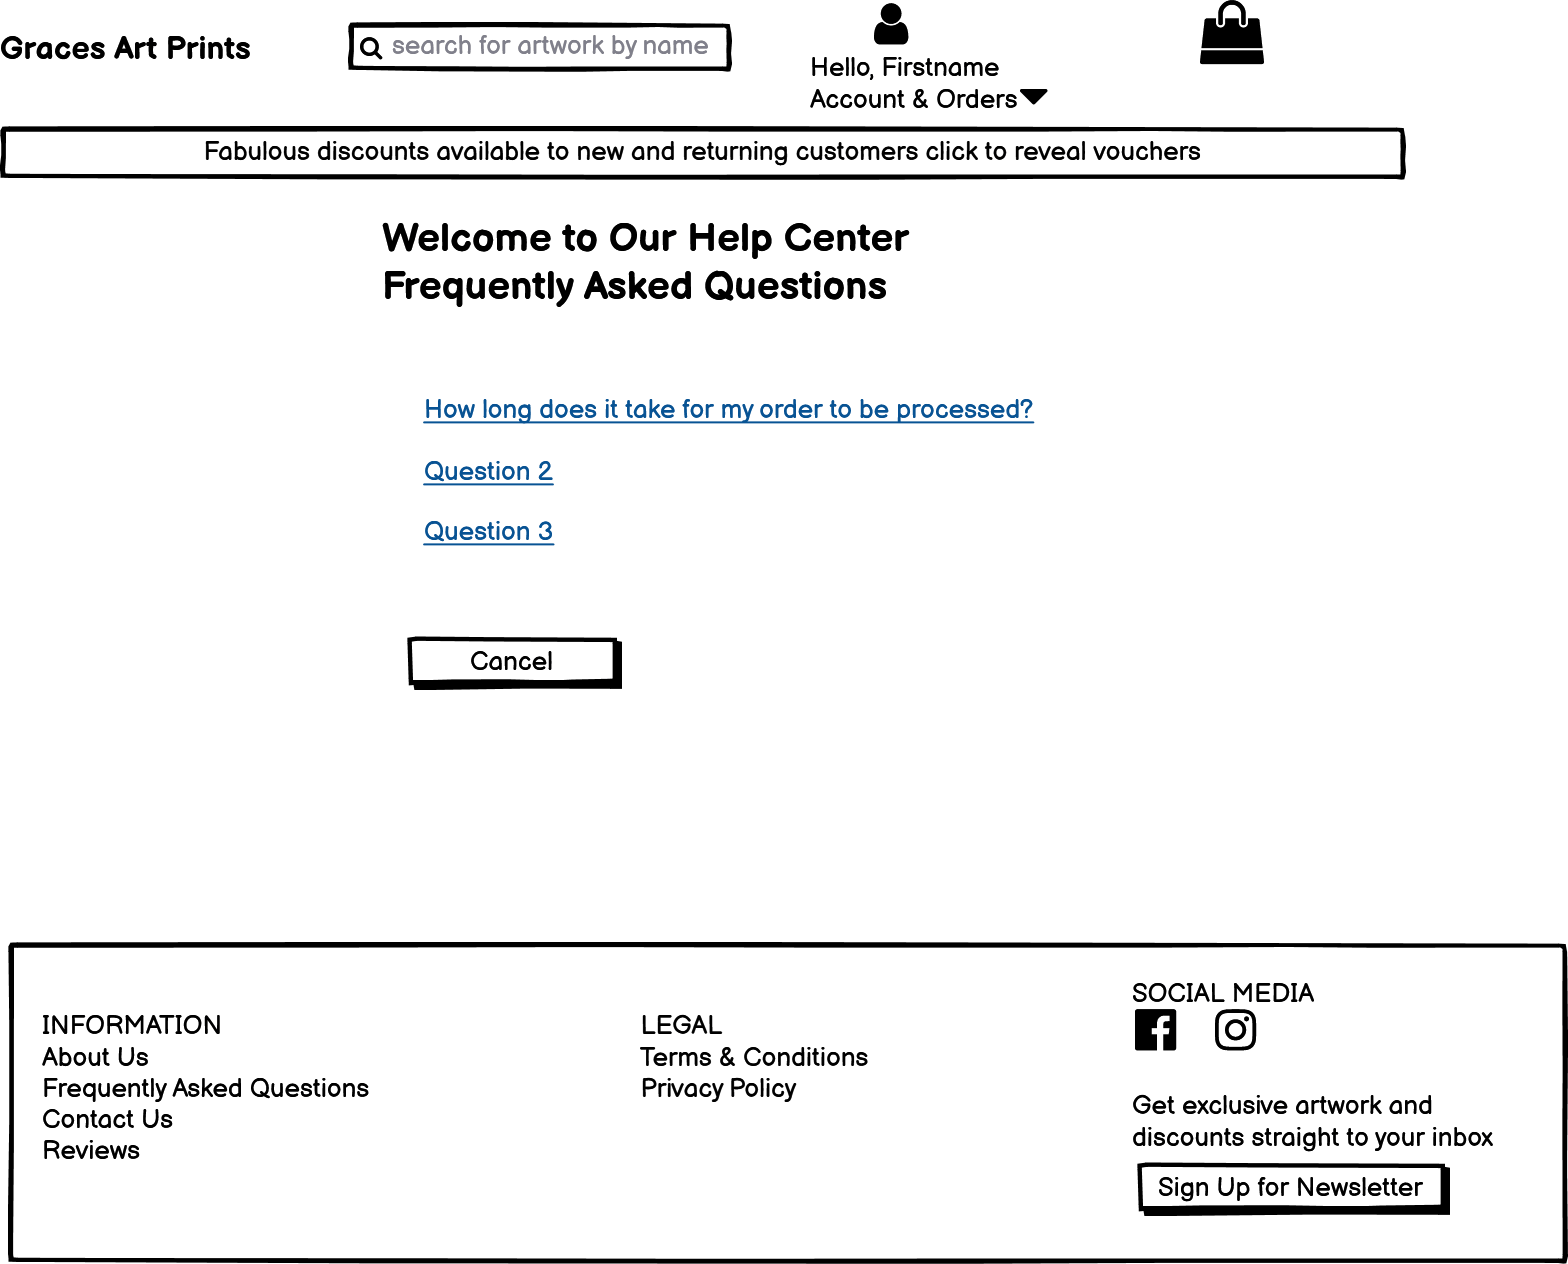 Graces Art Prints
search for artwork by name
Hello, Firstname
Account & Orders
Fabulous discounts available to new and returning customers click to reveal vouchers
Welcome to Our Help Center
Frequently Asked Questions
How long does it take for my order to be processed?
Question 2
Question 3
Cancel
INFORMATION
About Us
Frequently Asked Questions
Contact Us
Reviews
LEGAL
Terms & Conditions
Privacy Policy
SOCIAL MEDIA
Get exclusive artwork and
discounts straight to your inbox
Sign Up for Newsletter